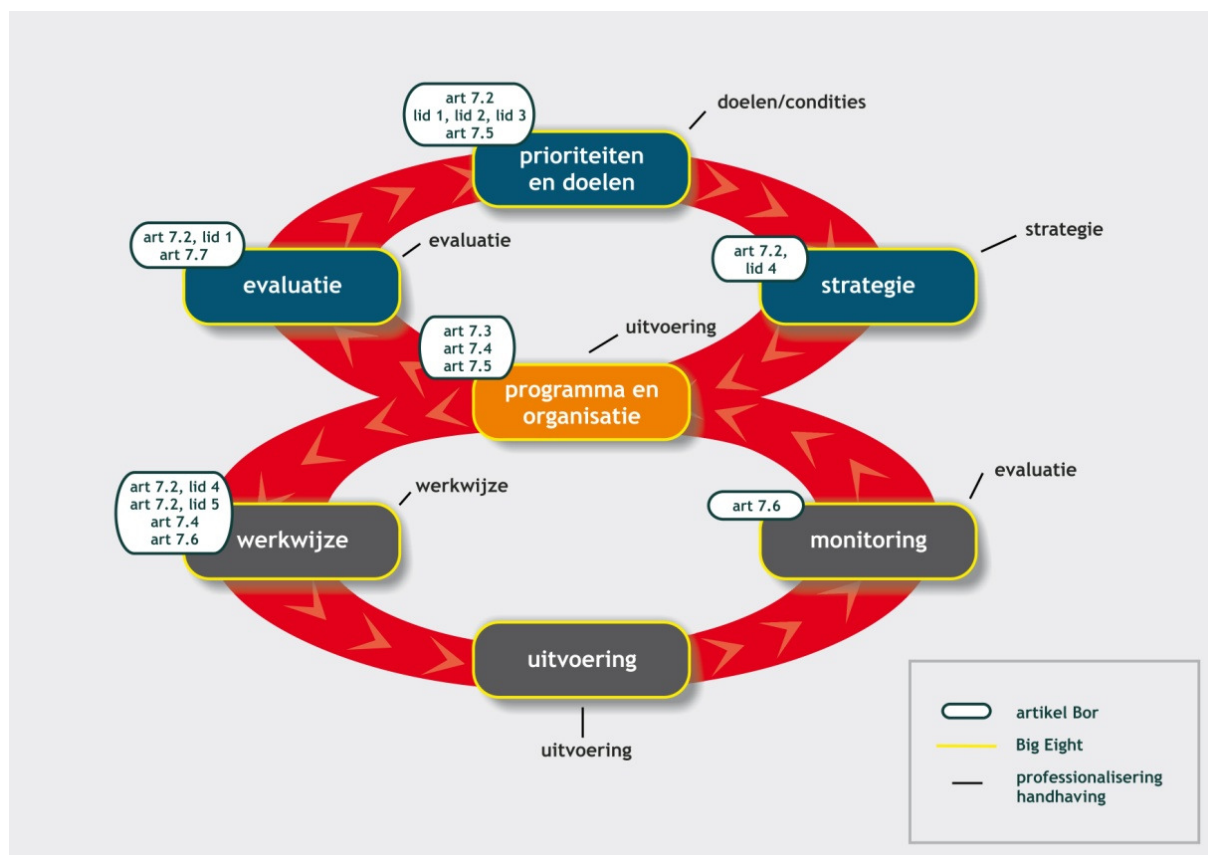 art 7.2
lid 1, lid 2, lid 3
art 7.5
doelen/condities
prioriteiten
en doelen
art 7.2, lid 1
art 7.7
evaluatie
evaluatie
art 7.2,
lid 4
strategie
strategie
art 7.3
art 7.4
art 7.5
uitvoering
programma en
organisatie
art 7.2, lid 4
art 7.2, lid 5
art 7.4
art 7.6
werkwijze
werkwijze
art 7.6
evaluatie
monitoring
uitvoering
uitvoering
artikel Bor
Big Eight
professionalisering
handhaving